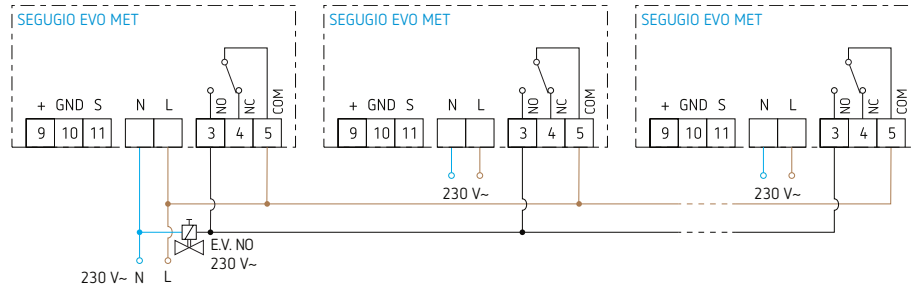 SEGUGIO EVO MET SEGUGIO EVO MET SEGUGIO EVO MET
NO NC COM NO NC COM NO NC COM
+ GND S N L + GND S N L + GND S N L
9 10 11 3 4 5 9 10 11 3 4 5 9 10 11 3 4 5
230 V~ 230 V~
E.V. NO
230 V~
230 V~ N L